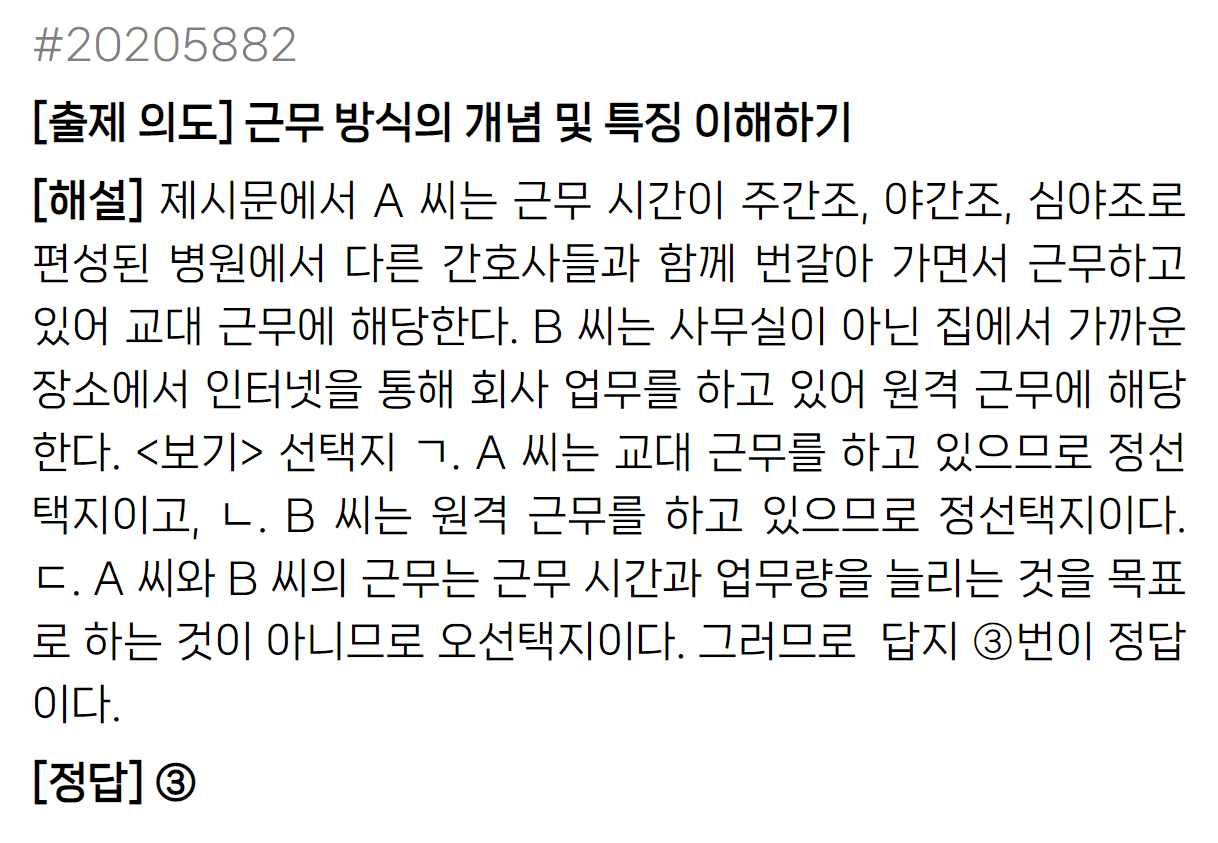 #20205882
[출제 의도] 근무 방식의 개념 및 특징 이해하기
[해설] 제시문에서 A 씨는 근무 시간이 주간조, 야간조, 심야조로
편성된 병원에서 다른 간호사들과 함께 번갈아 가면서 근무하고
있어 교대 근무에 해당한다. B 씨는 사무실이 아닌 집에서 가까운
장소에서 인터넷을 통해 회사 업무를 하고 있어 원격 근무에 해당
한다. <보기> 선택지 ㄱ. A 씨는 교대 근무를 하고 있으므로 정선
택지이고, ㄴ. B 씨는 원격 근무를 하고 있으므로 정선택지이다.
ㄷ. A 씨와 B 씨의 근무는 근무 시간과 업무량을 늘리는 것을 목표
로 하는 것이 아니므로 오선택지이다. 그러므로 답지 ③번이 정답
이다.
[정답] ③